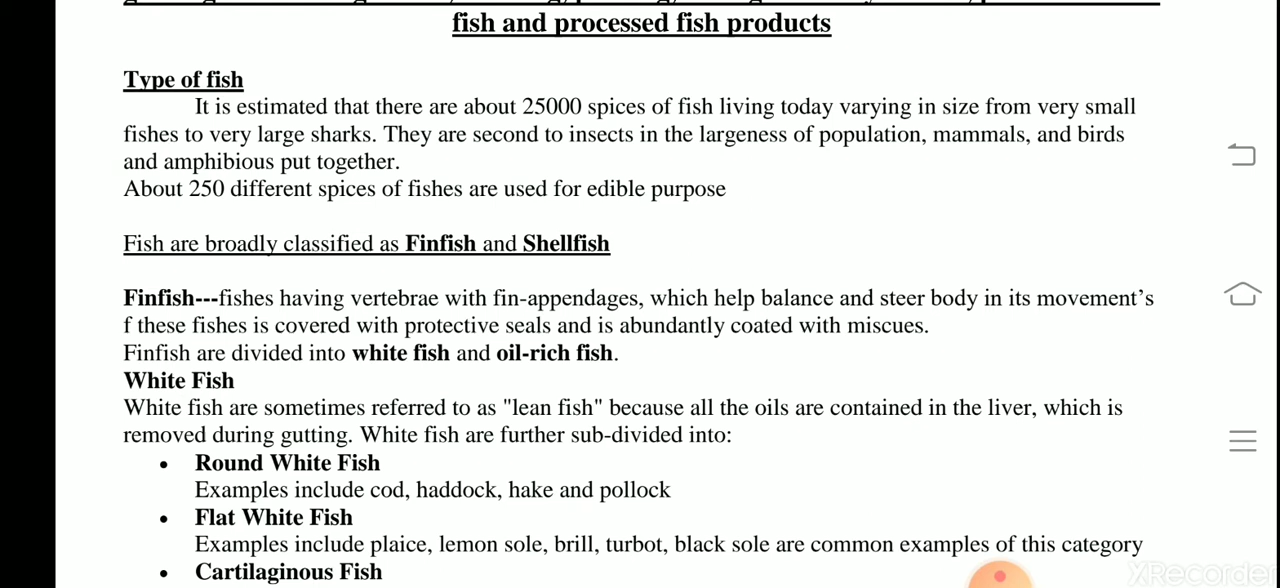 fish and processed fish products
Type of fish
It is estimated that there are about 25000 spices of fish living today varying in size from very small
fishes to very large sharks. They are second to insects in the largeness of population, mammals, and birds
and amphibious put together.
About 250 different spices of fishes are used for edible purpose
Fish are broadly classified as Finfish and Shellfish
Finfish---fishes having vertebrae with fin-appendages, which help balance and steer body in its movement’s
f these fishes is covered with protective seals and is abundantly coated with miscues.
Finfish are divided into white fish and oil-rich fish.
White Fish
White fish are sometimes referred to as "lean fish" because all the oils are contained in the liver, which is
removed during gutting. White fish are further sub-divided into:
• Round White Fish
Examples include cod, haddock, hake and pollock
• Flat White Fish
Examples include plaice, lemon sole, brill, turbot, black sole are common examples of this category
• Cartilaginous Fish
XRecorder